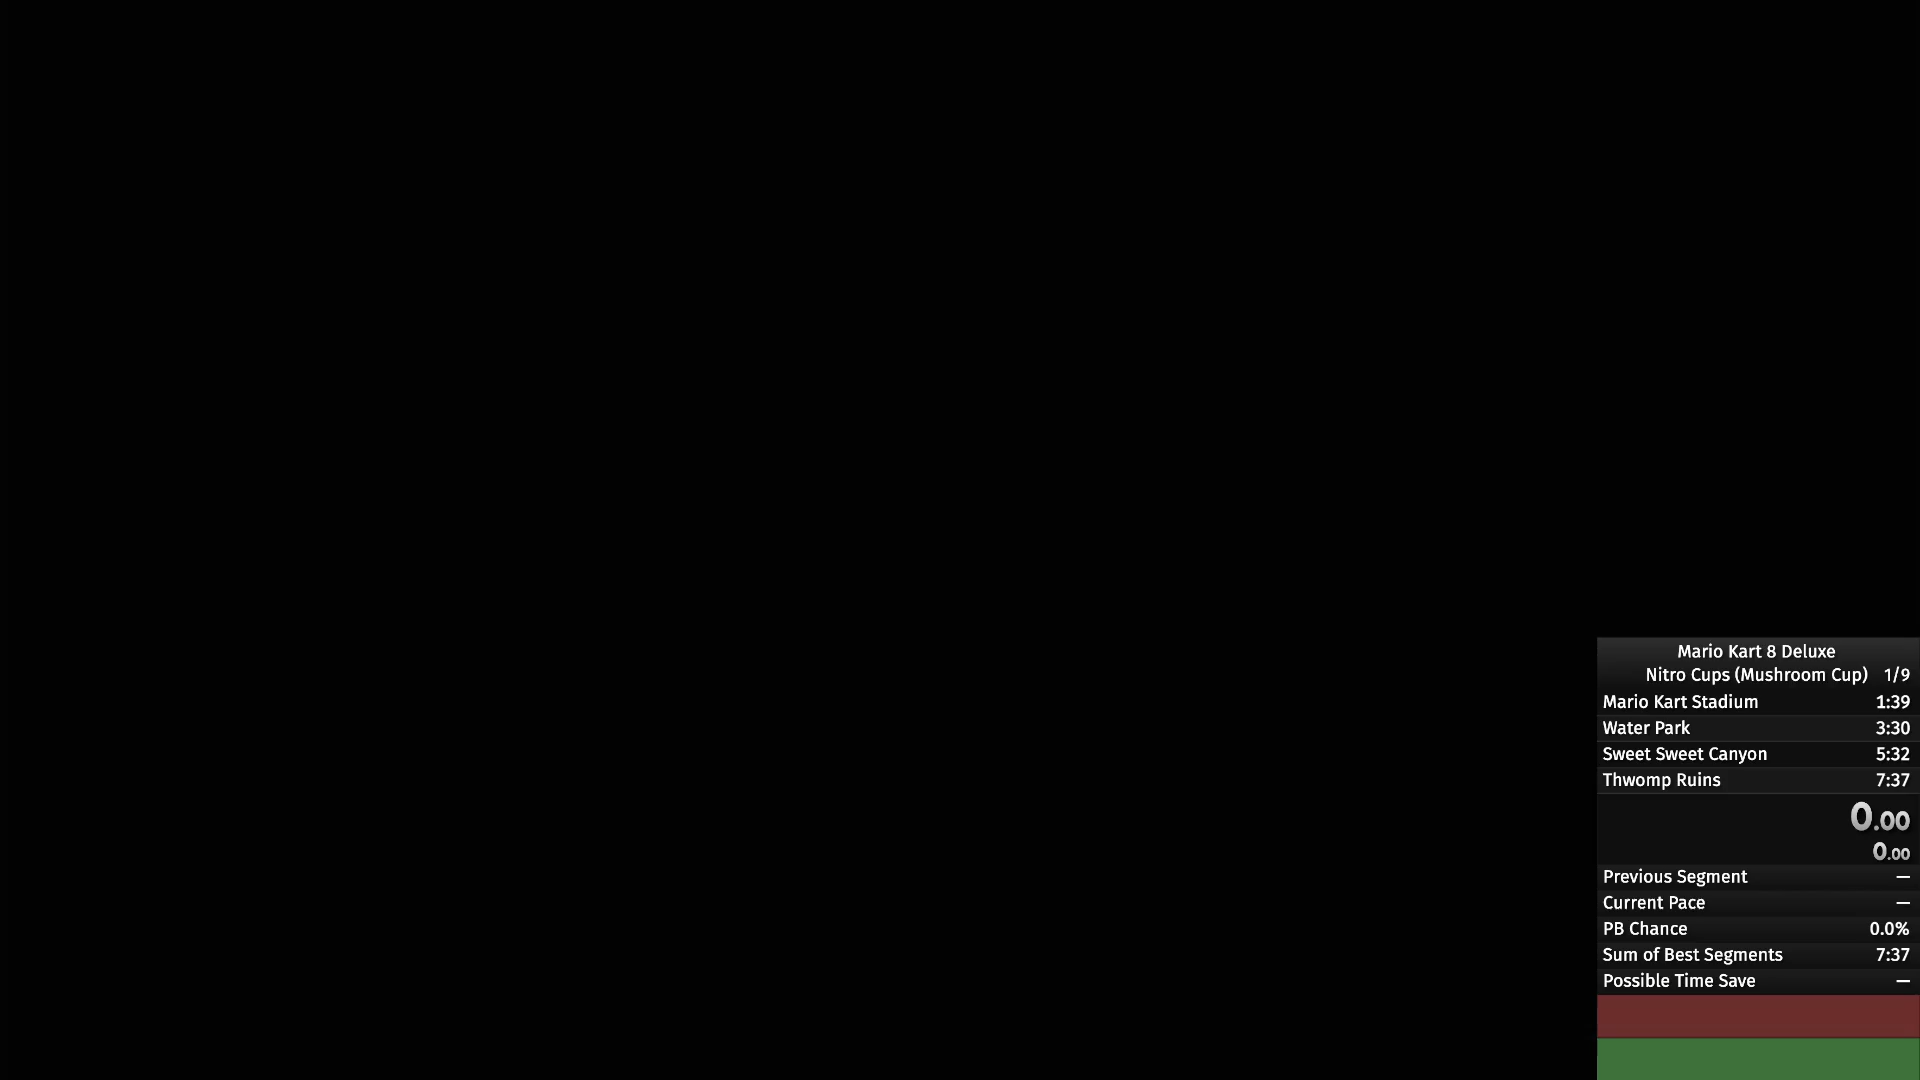 Mario Kart 8 Deluxe
Nitro Cups (Mushroom Cup) 1/9
Mario Kart Stadium 1:39
Water Park 3:30
Sweet Sweet Canyon 5:32
Thwomp Ruins 7:37
0.00
0.00
Previous Segment —
Current Pace —
PB Chance 0.0%
Sum of Best Segments 7:37
Possible Time Save —